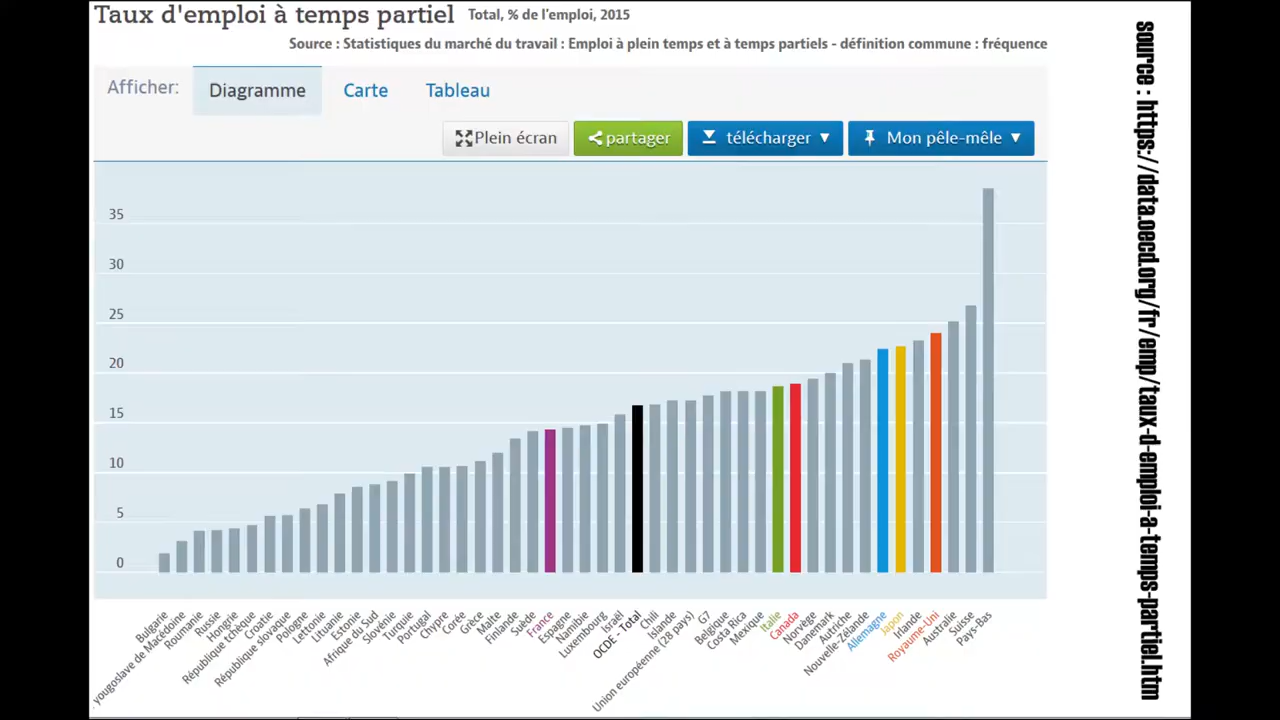 Taux d'emploi à temps partiel Total, % de l'emploi, 2015
Source : Statistiques du marché du travail : Emploi à plein temps et à temps partiels - définition commune : fréquence
Afficher: Diagramme Carte Tableau
Plein écran partager télécharger Mon pêle-mêle
35
30
25
20
15
10
5
0
yougoslave de Macédoine
Bulgarie
Roumanie
Russie
Hongrie
République tchèque
Croatie
République slovaque
Pologne
Lettonie
Lituanie
Estonie
Afrique du Sud
Slovénie
Turquie
Portugal
Chypre
Corée
Grèce
Malte
Finlande
Suède
France
Espagne
Namibie
Luxembourg
Israël
OCDE - Total
Chili
Islande
Union européenne (28 pays)
G7
Belgique
Costa Rica
Mexique
Italie
Canada
Norvège
Danemark
Autriche
Nouvelle-Zélande
Allemagne
Japon
Irlande
Royaume-Uni
Australie
Suisse
Pays-Bas
source : https://data.oecd.org/fr/emp/taux-d-emploi-a-temps-partiel.htm